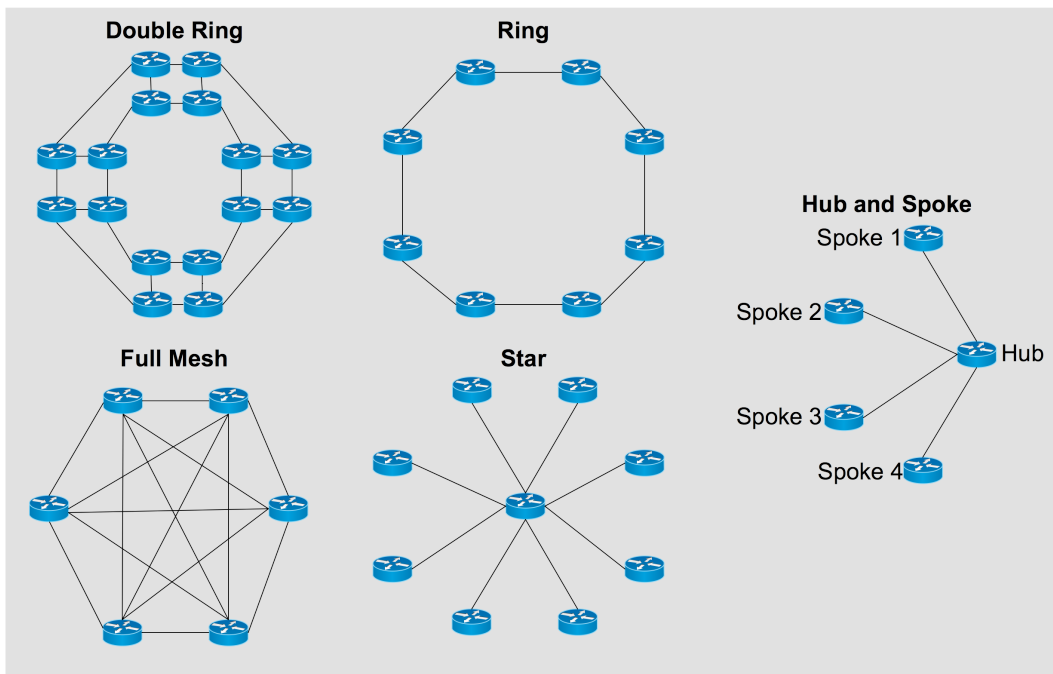 Double Ring
Ring
Hub and Spoke
Spoke 1
Spoke 2
Hub
Spoke 3
Spoke 4
Full Mesh
Star